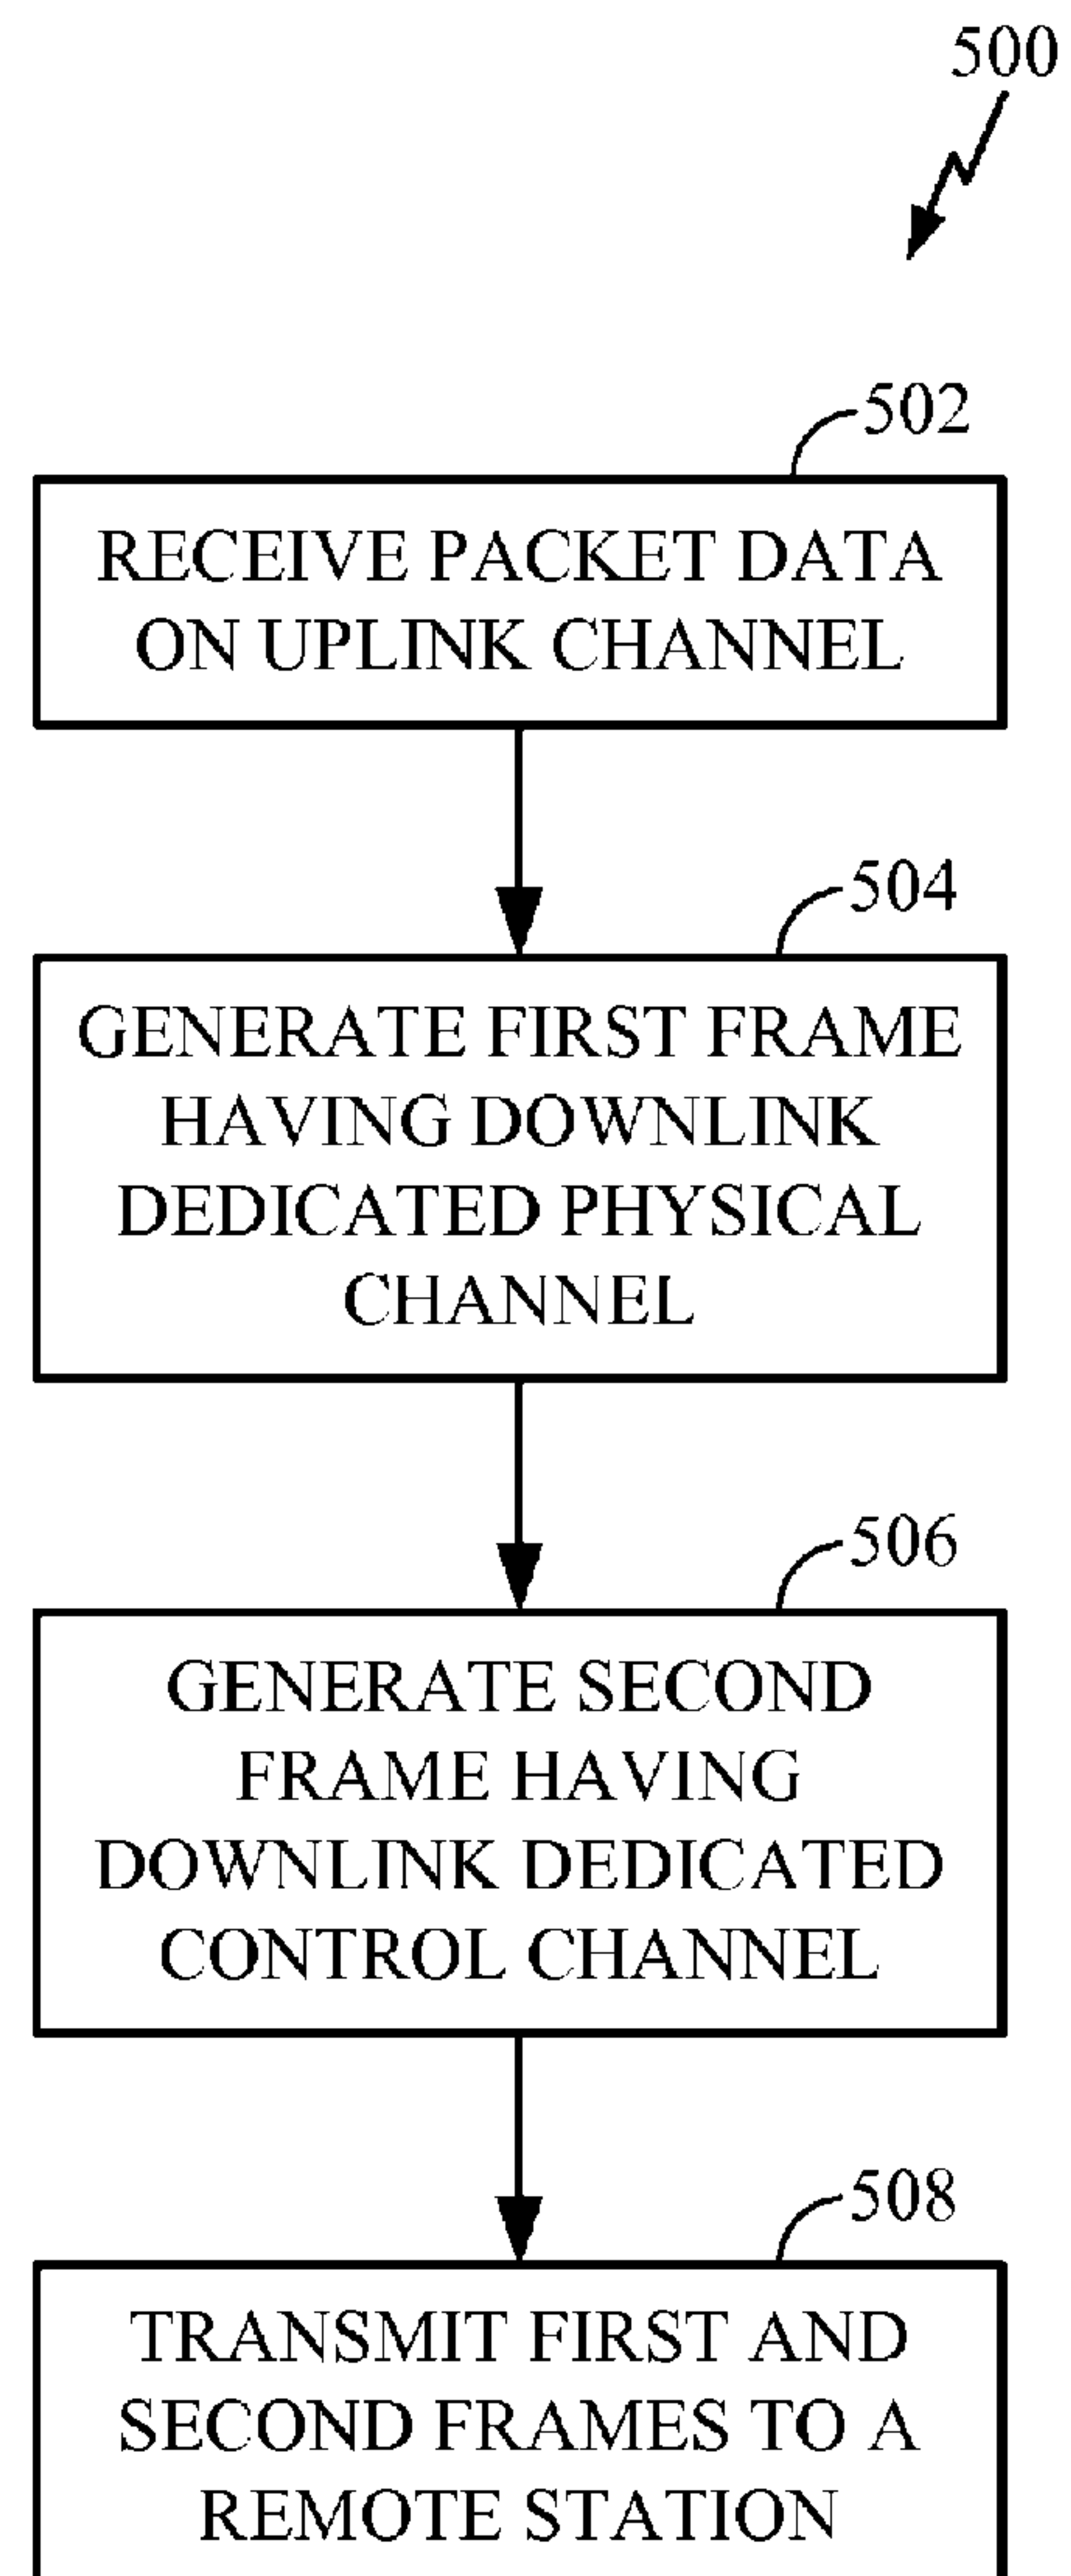 500
502
RECEIVE PACKET DATA
ON UPLINK CHANNEL
504
GENERATE FIRST FRAME
HAVING DOWNLINK
DEDICATED PHYSICAL
CHANNEL
506
GENERATE SECOND
FRAME HAVING
DOWNLINK DEDICATED
CONTROL CHANNEL
508
TRANSMIT FIRST AND
SECOND FRAMES TO A
REMOTE STATION